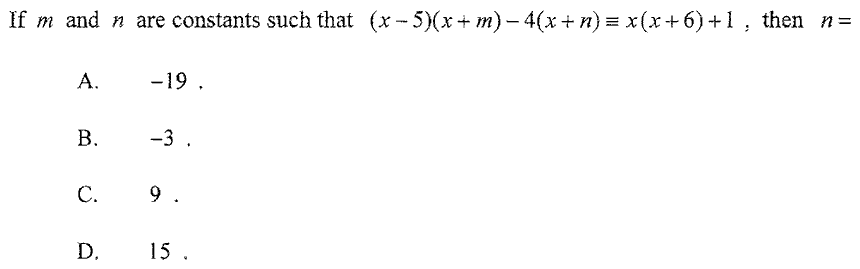 If m and n are constants such that (x−5)(x+m)−4(x+n)≡x(x+6)+1 , then n=
A. −19 .
B. −3 .
C. 9 .
D. 15 .